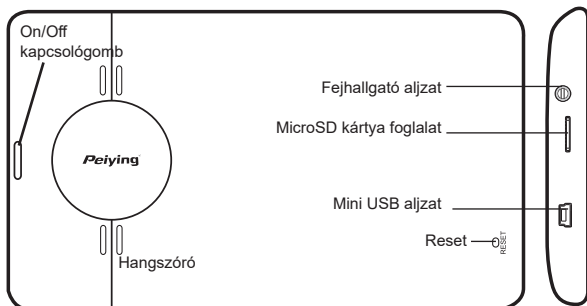 On/Off
kapcsológomb
Fejhallgató aljzat
MicroSD kártya foglalat
Peiying
Mini USB aljzat
Reset
RESET
Hangszóró